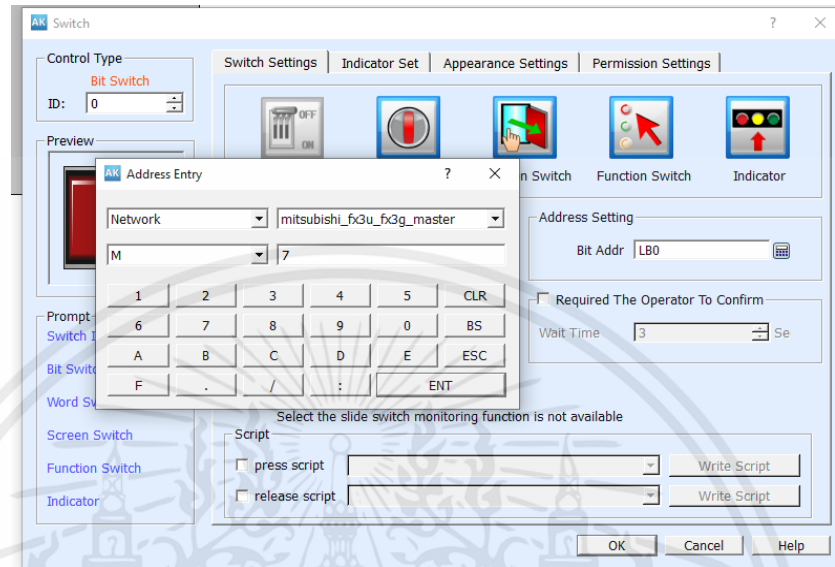 AK Switch ? ×
Control Type
Bit Switch
ID: 0
Preview
Switch Settings Indicator Set Appearance Settings Permission Settings
OFF
ON
Switch Function Switch Indicator
AK Address Entry ? ×
Network mitsubishi_fx3u_fx3g_master
M 7
1 2 3 4 5 CLR
6 7 8 9 0 BS
A B C D E ESC
F . / : ENT
Address Setting
Bit Addr LB0
Required The Operator To Confirm
Wait Time 3 Se
Prompt
Switch
Bit
Word
Screen Switch
Function Switch
Indicator
Select the slide switch monitoring function is not available
Script
press script Write Script
release script Write Script
OK Cancel Help